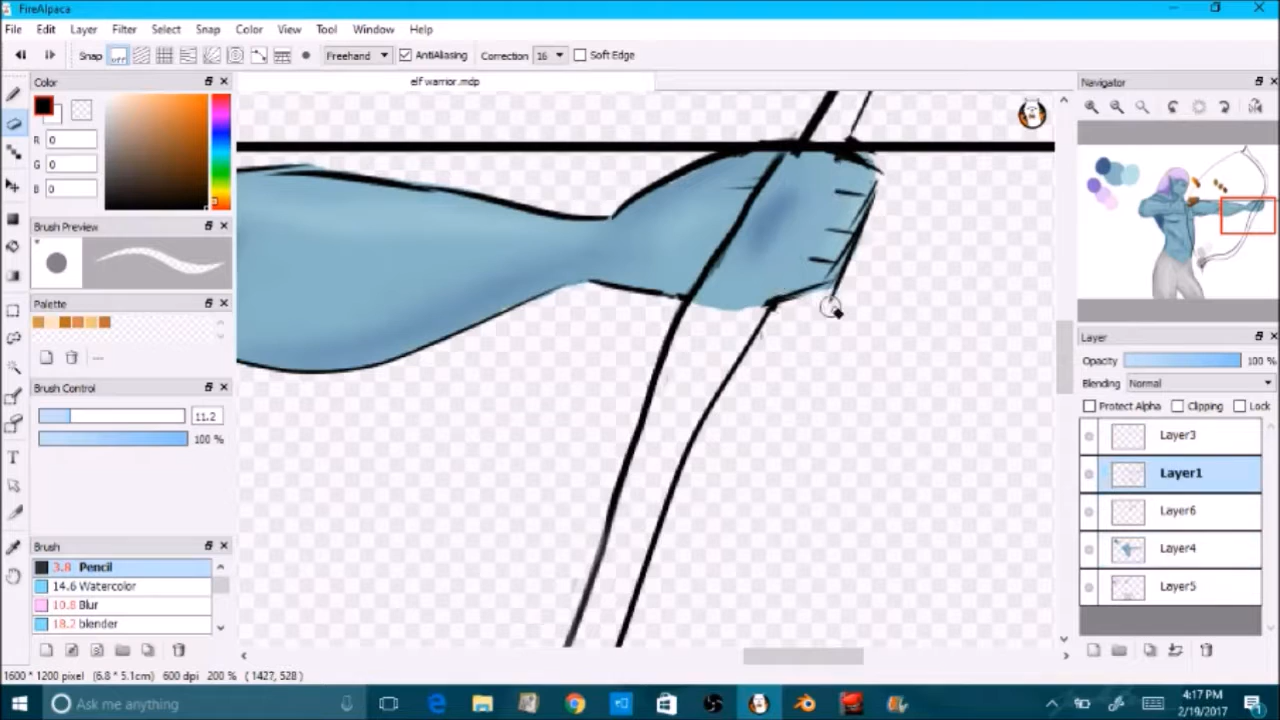 FireAlpaca
File Edit Layer Filter Select Snap Color View Tool Window Help
Snap off Freehand AntiAliasing Correction 16 Soft Edge
Color
elf warrior.mdp
Navigator
R 0
G 0
B 0
Brush Preview
Palette
---
Brush Control
11.2
100 %
Layer
Opacity 100 %
Blending Normal
Protect Alpha Clipping Lock
Layer3
Layer1
Layer6
Layer4
Layer5
Brush
3.8 Pencil
14.6 Watercolor
10.8 Blur
18.2 blender
1600 * 1200 pixel (6.8 * 5.1cm) 600 dpi 200 % ( 1427, 528 )
Ask me anything
4:17 PM
2/19/2017